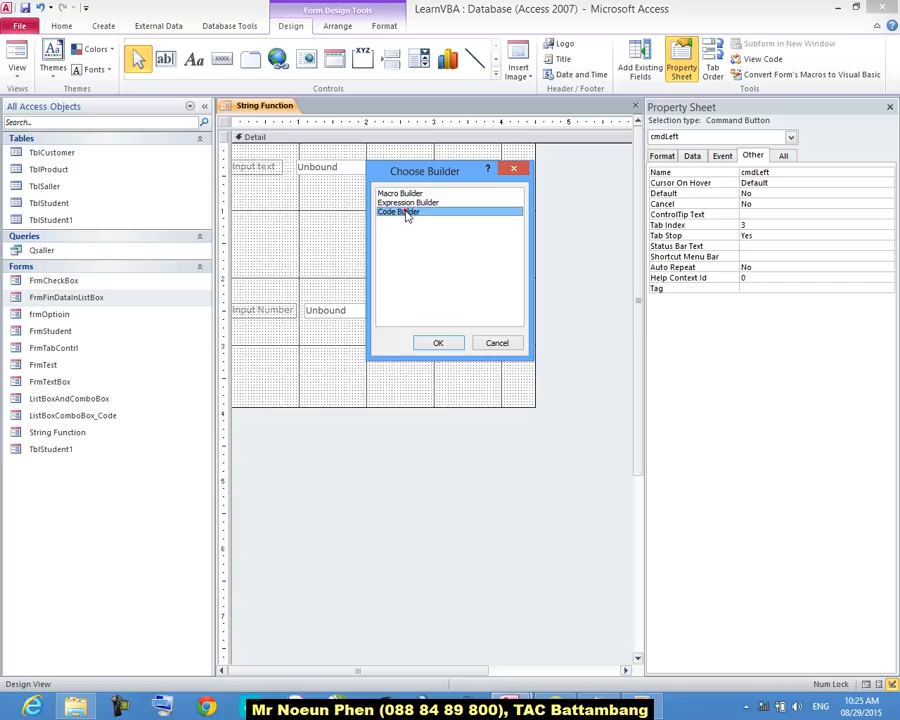 Form Design Tools
LearnVBA : Database (Access 2007) - Microsoft Access
File Home Create External Data Database Tools Design Arrange Format
View
Views
Themes
Colors
Fonts
Themes
Controls
Insert Image
Logo
Title
Date and Time
Header / Footer
Add Existing Fields
Property Sheet
Tab Order
Subform in New Window
View Code
Convert Form's Macros to Visual Basic
Tools
All Access Objects
Search...
Tables
TblCustomer
TblProduct
TblSaller
TblStudent
TblStudent1
Queries
Qsaller
Forms
FrmCheckBox
FrmFinDataInListBox
frmOptioin
FrmStudent
FrmTabContrl
FrmTest
FrmTextBox
ListBoxAndComboBox
ListBoxComboBox_Code
String Function
TblStudent1
String Function
Detail
Input text
Unbound
Input Number
Unbound
Choose Builder
Macro Builder
Expression Builder
Code Builder
OK
Cancel
Property Sheet
Selection type: Command Button
cmdLeft
Format Data Event Other All
Name cmdLeft
Cursor On Hover Default
Default No
Cancel No
ControlTip Text
Tab Index 3
Tab Stop Yes
Status Bar Text
Shortcut Menu Bar
Auto Repeat No
Help Context Id 0
Tag
Design View
Num Lock
Mr Noeun Phen (088 84 89 800), TAC Battambang
ENG
10:25 AM
08/29/2015